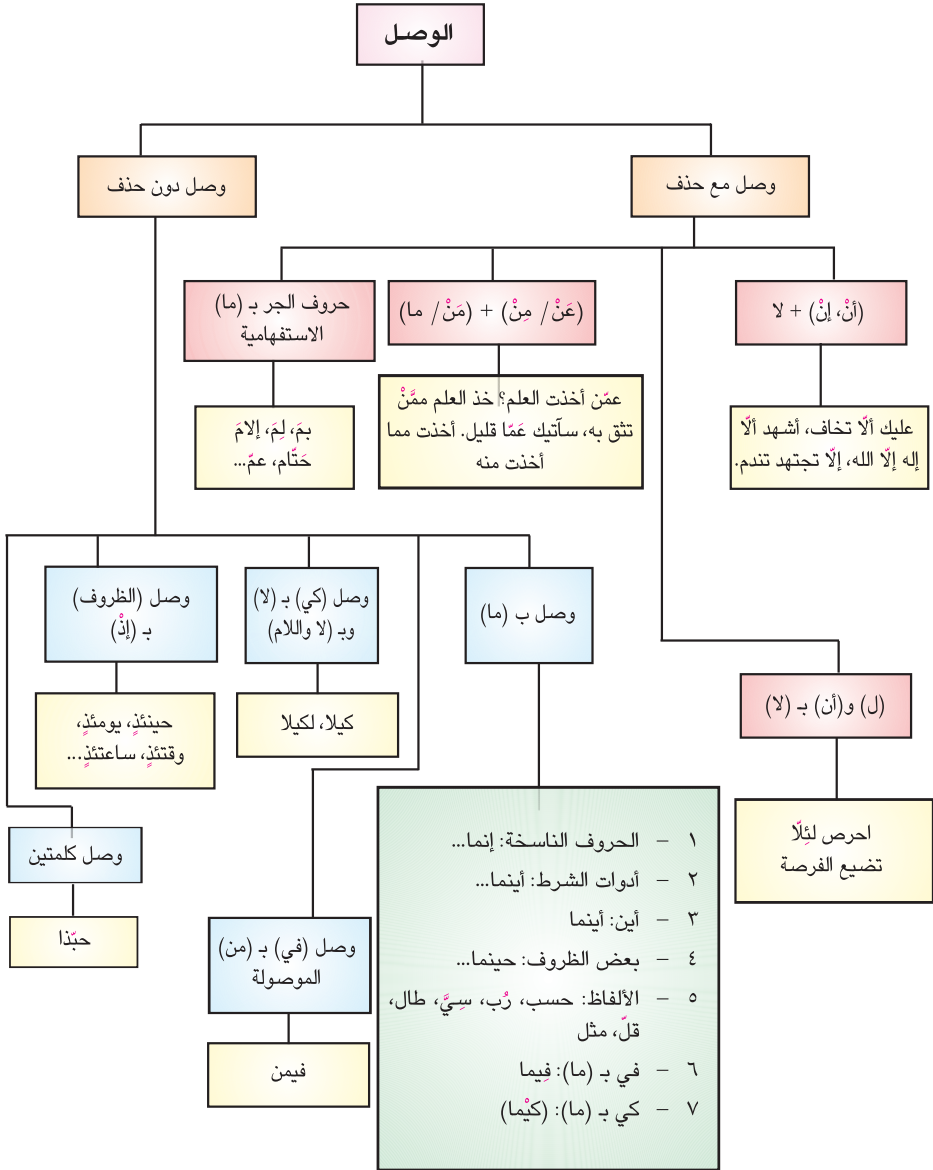 الوصل
وصل مع حذف
وصل دون حذف
(أنْ، إنْ) + لا
(عَنْ/ مِنْ) + (مَنْ/ ما)
حروف الجر بـ (ما)
الاستفهامية
عليك ألّا تخاف، أشهد ألّا
إله إلّا الله، إلّا تجتهد تندم.
عمّن أخذت العلم؟ خذ العلم ممَّنْ
تثق به، سآتيك عَمّا قليل. أخذت مما
أخذت منه
بمَ، لِمَ، إلامَ
حَتّام، عمّ...
(ل) و(أن) بـ (لا)
احرص لئِلّا
تضيع الفرصة
وصل ب (ما)
وصل (كي) بـ (لا)
وبـ (لا واللام)
وصل (الظروف)
بـ (إذْ)
كيلا، لكيلا
حينئذٍ، يومئذٍ،
وقتئذٍ، ساعتئذٍ...
١ – الحروف الناسخة: إنما...
٢ – أدوات الشرط: أينما...
٣ – أين: أينما
٤ – بعض الظروف: حينما...
٥ – الألفاظ: حسب، رُب، سِيَّ، طال،
قلّ، مثل
٦ – في بـ (ما): فِيما
٧ – كي بـ (ما): (كيْما)
وصل (في) بـ (من)
الموصولة
فيمن
وصل كلمتين
حبّذا